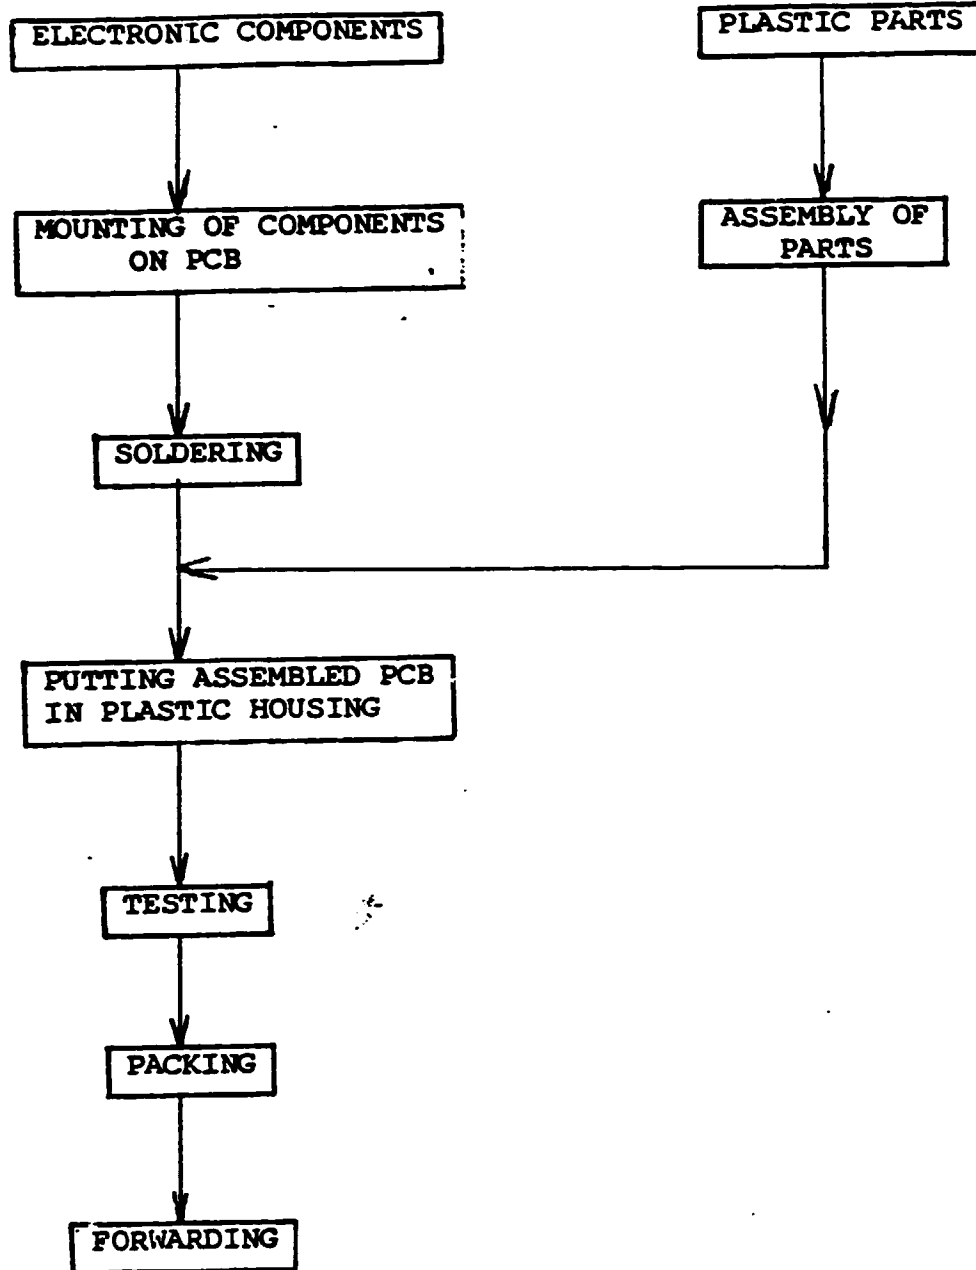 ELECTRONIC COMPONENTS
PLASTIC PARTS
MOUNTING OF COMPONENTS
ON PCB
ASSEMBLY OF
PARTS
SOLDERING
PUTTING ASSEMBLED PCB
IN PLASTIC HOUSING
TESTING
PACKING
FORWARDING